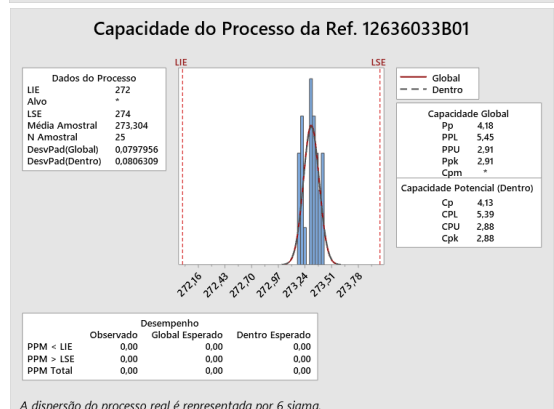 Capacidade do Processo da Ref. 12636033B01
LIE LSE
Dados do Processo
LIE 272
Alvo *
LSE 274
Média Amostral 273,304
N Amostral 25
DesvPad(Global) 0,0797956
DesvPad(Dentro) 0,0806309
Global
Dentro
Capacidade Global
Pp 4,18
PPL 5,45
PPU 2,91
Ppk 2,91
Cpm *
Capacidade Potencial (Dentro)
Cp 4,13
CPL 5,39
CPU 2,88
Cpk 2,88
272,16 272,43 272,70 272,97 273,24 273,51 273,78
Desempenho
Observado Global Esperado Dentro Esperado
PPM < LIE 0,00 0,00 0,00
PPM > LSE 0,00 0,00 0,00
PPM Total 0,00 0,00 0,00
A dispersão do processo real é representada por 6 sigma.